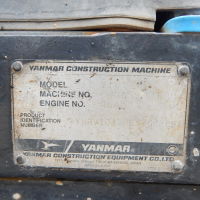 YANMAR CONSTRUCTION MACHINE
MODEL
MACHINE NO.
ENGINE NO.
PRODUCT
IDENTIFICATION
NUMBER
YANMAR
YANMAR CONSTRUCTION EQUIPMENT CO.,LTD.